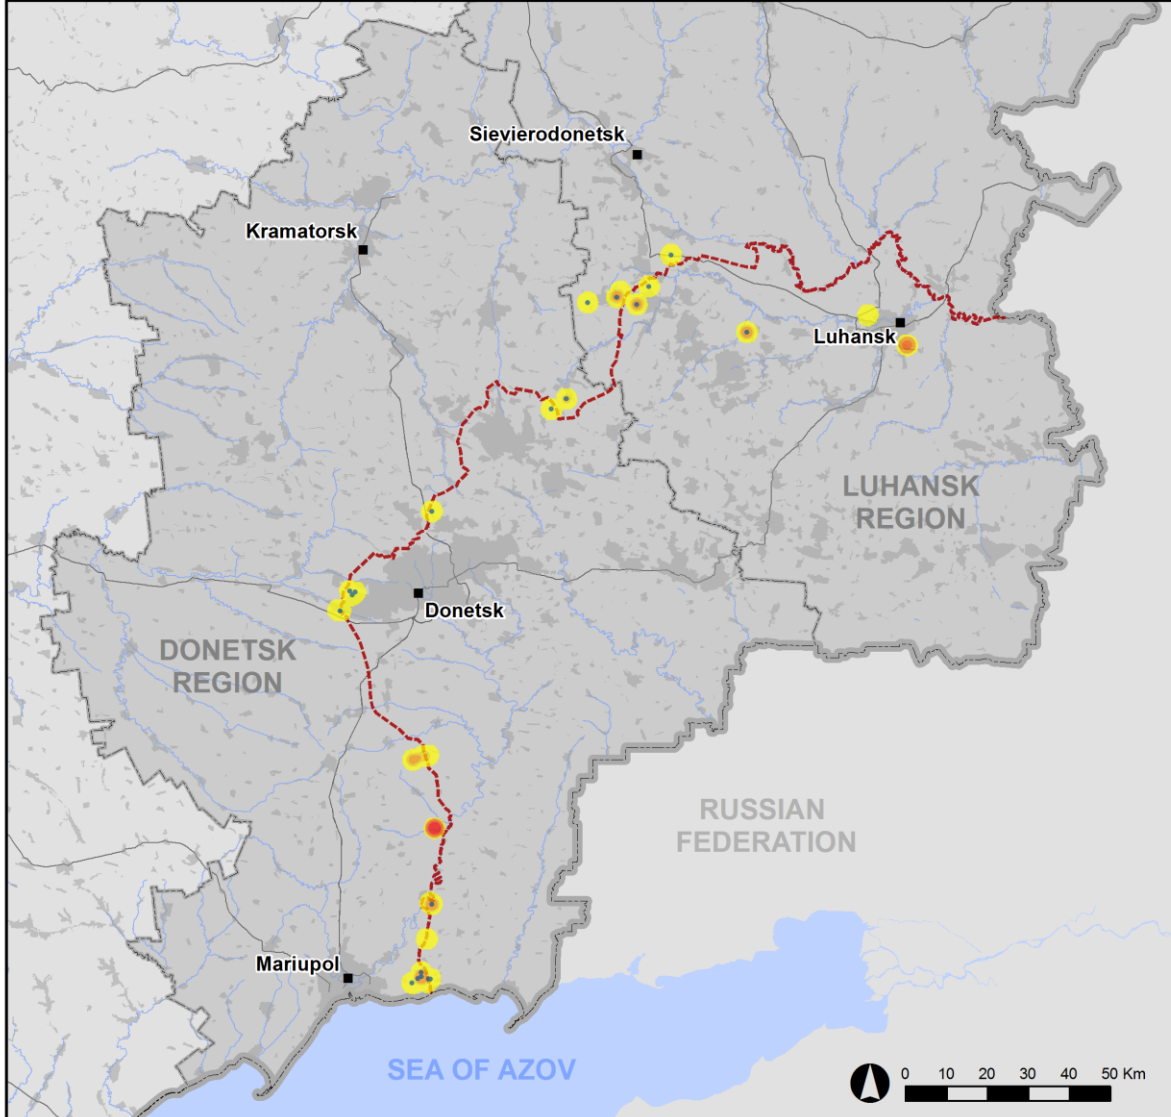 Sievierodonetsk
Kramatorsk
Luhansk
LUHANSK
REGION
Donetsk
DONETSK
REGION
RUSSIAN
FEDERATION
Mariupol
SEA OF AZOV
0 10 20 30 40 50 Km